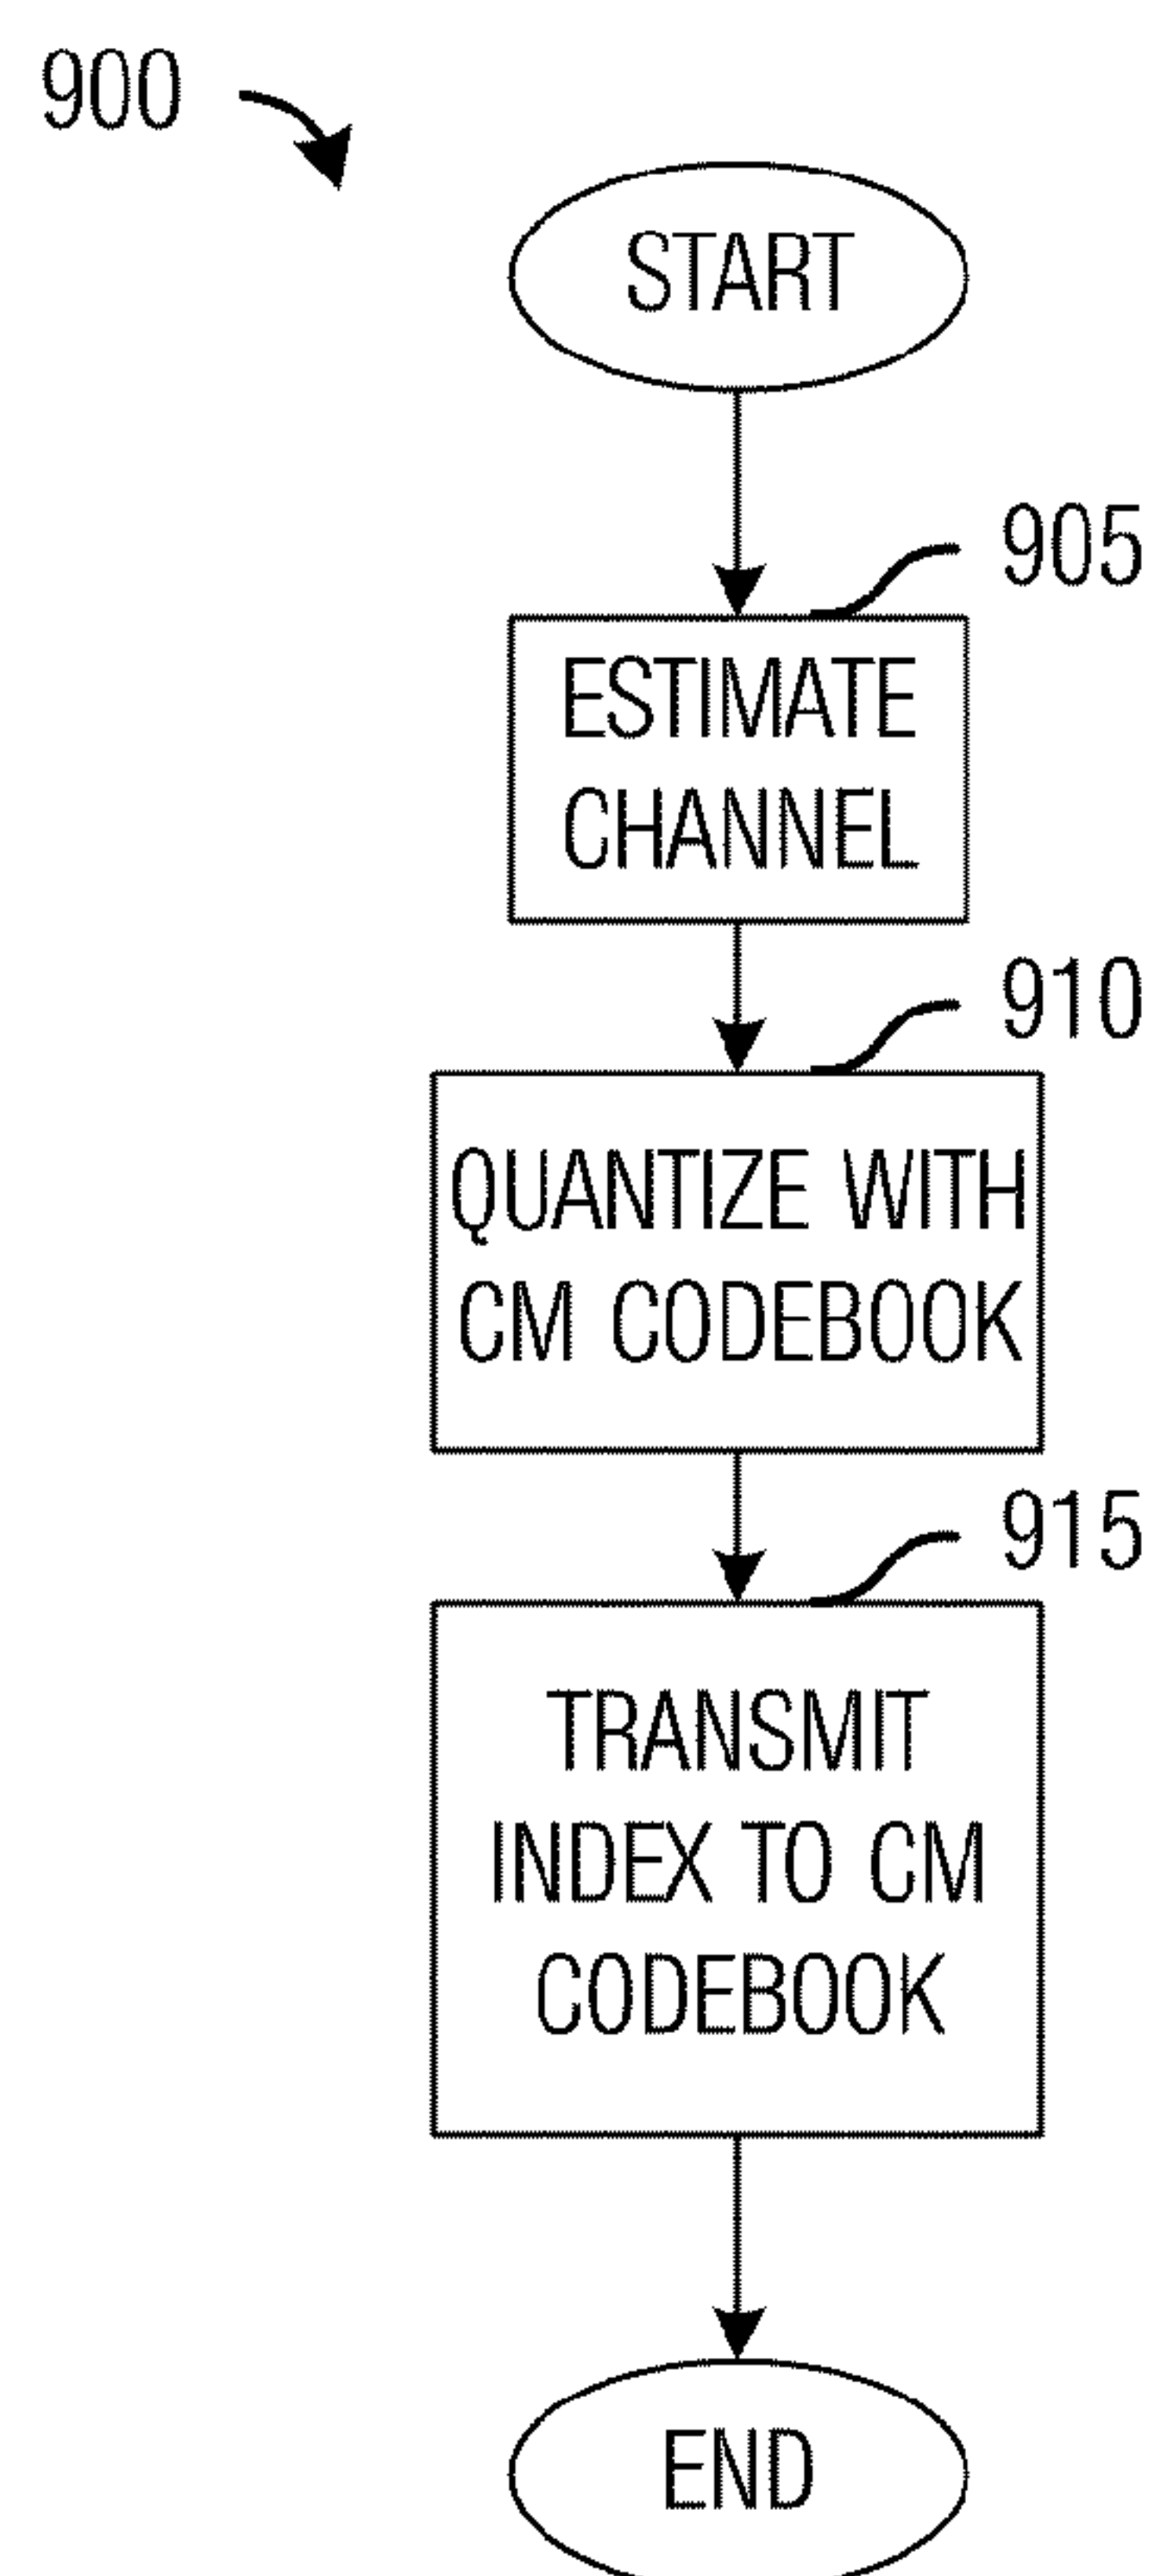 900
START
905
ESTIMATE
CHANNEL
910
QUANTIZE WITH
CM CODEBOOK
915
TRANSMIT
INDEX TO CM
CODEBOOK
END